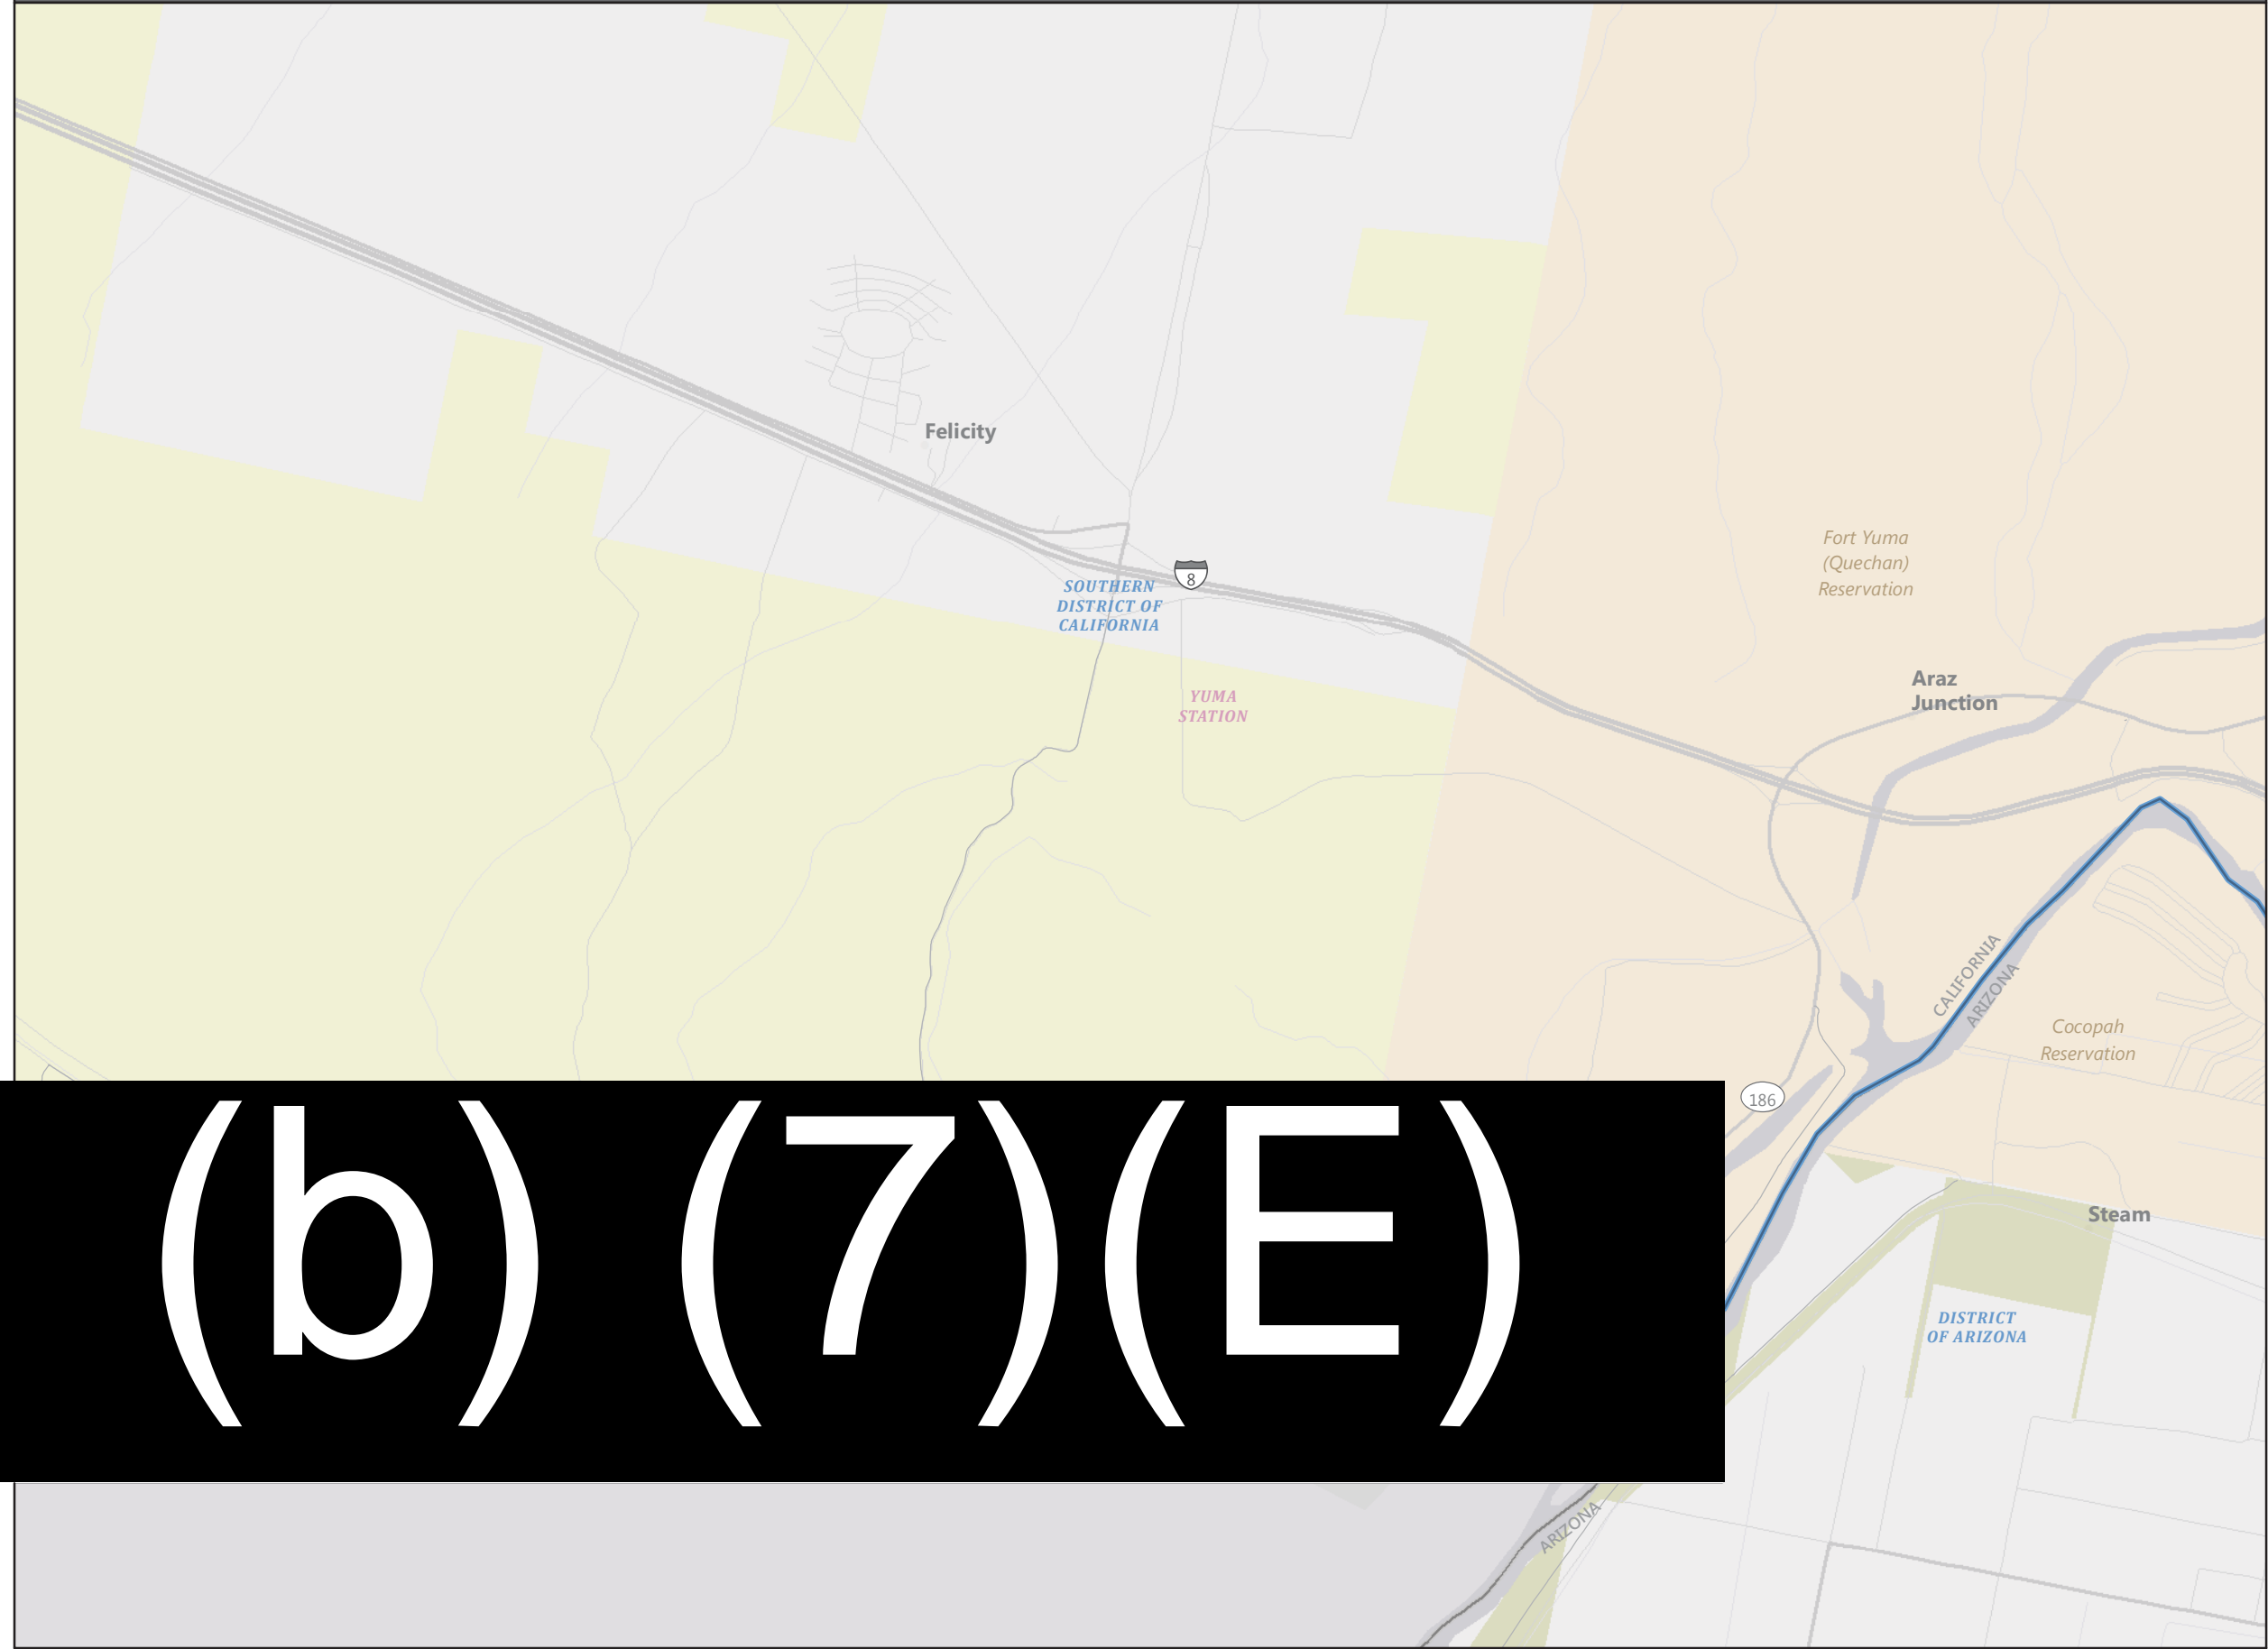 Felicity
8
SOUTHERN
DISTRICT OF
CALIFORNIA
Fort Yuma
(Quechan)
Reservation
YUMA
STATION
Araz
Junction
CALIFORNIA
ARIZONA
Cocopah
Reservation
186
(b) (7)(E)
Steam
DISTRICT
OF ARIZONA
ARIZONA